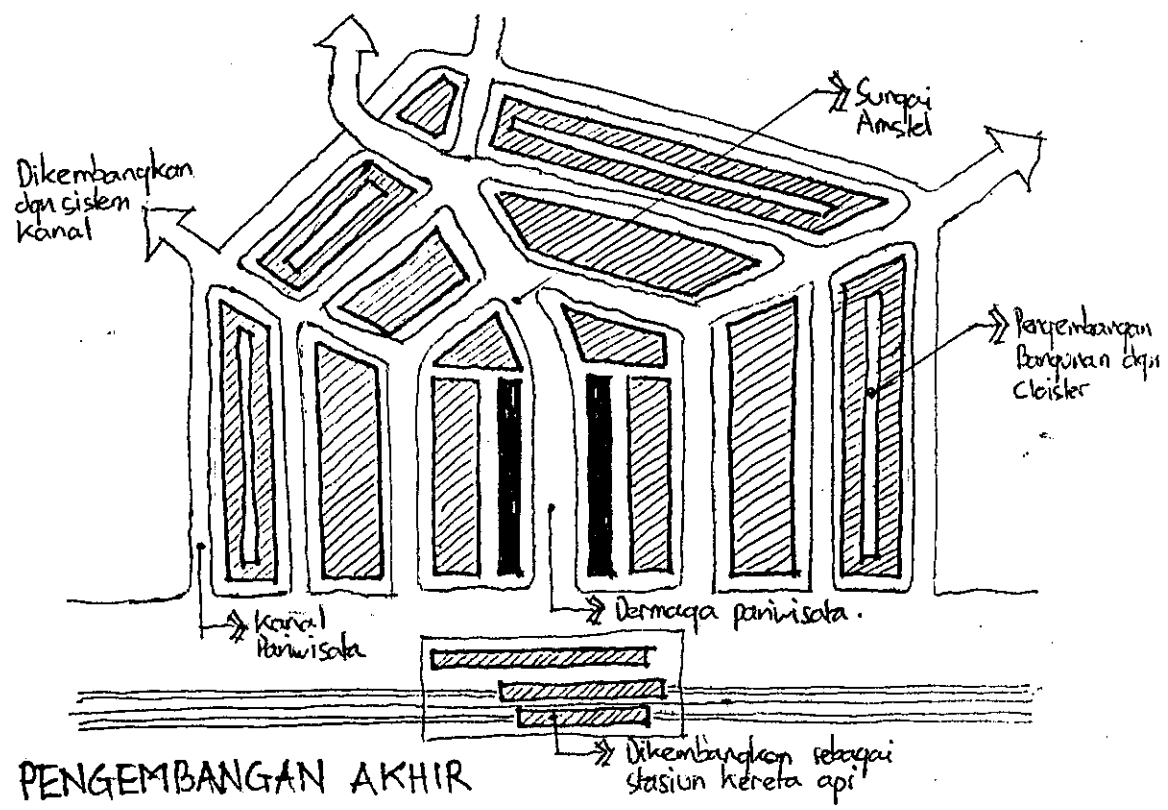 Sungai
Amstel
Dikembangkan
dgn sistem
Kanal
Pengembangan
Bangunan dgn
Cloister
Kanal
Pariwisata
Dermaga pariwisata.
Dikembangkan sebagai
stasiun kereta api
PENGEMBANGAN AKHIR